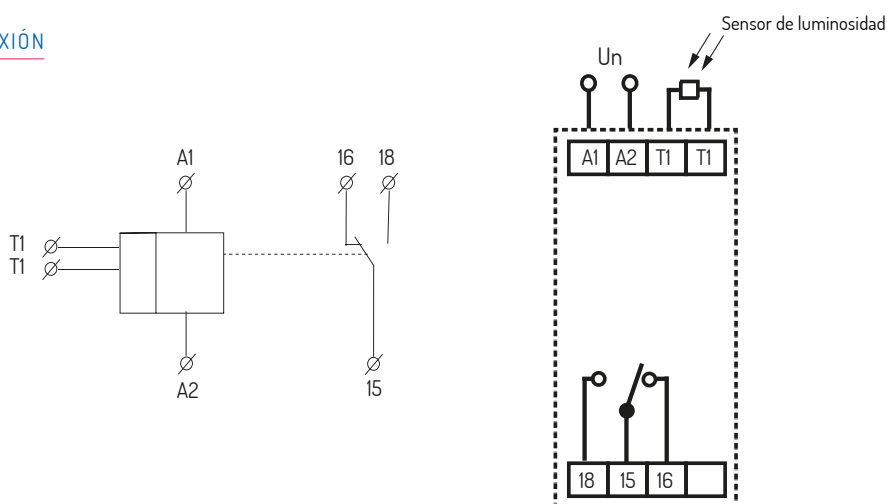 XIÓN
A1
16 18
T1
T1
A2
15
Sensor de luminosidad
Un
A1 A2 T1 T1
18 15 16